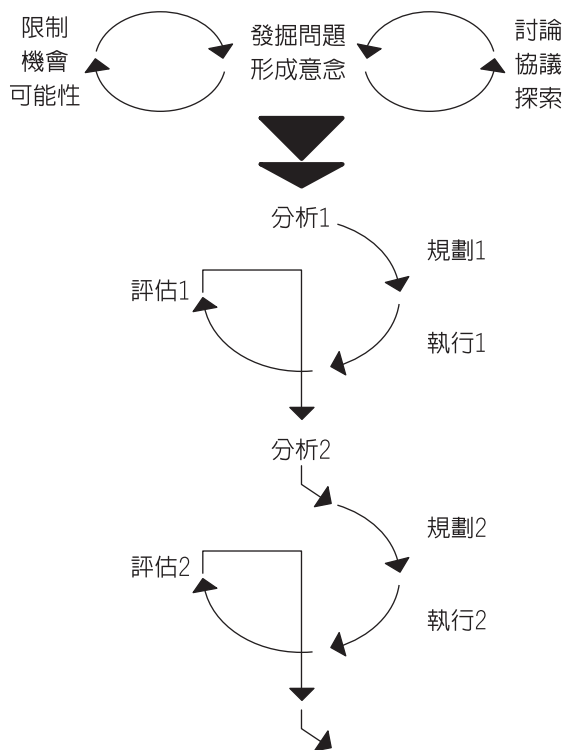 限制
機會
可能性
發掘問題
形成意念
討論
協議
探索
分析1
規劃1
評估1
執行1
分析2
規劃2
評估2
執行2